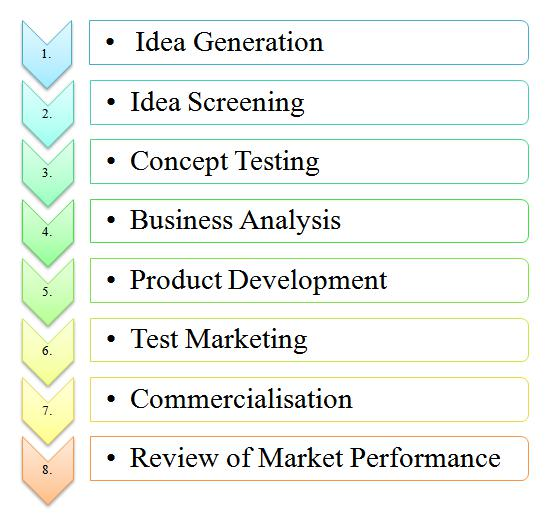 1. • Idea Generation
2. • Idea Screening
3. • Concept Testing
4. • Business Analysis
5. • Product Development
6. • Test Marketing
7. • Commercialisation
8. • Review of Market Performance